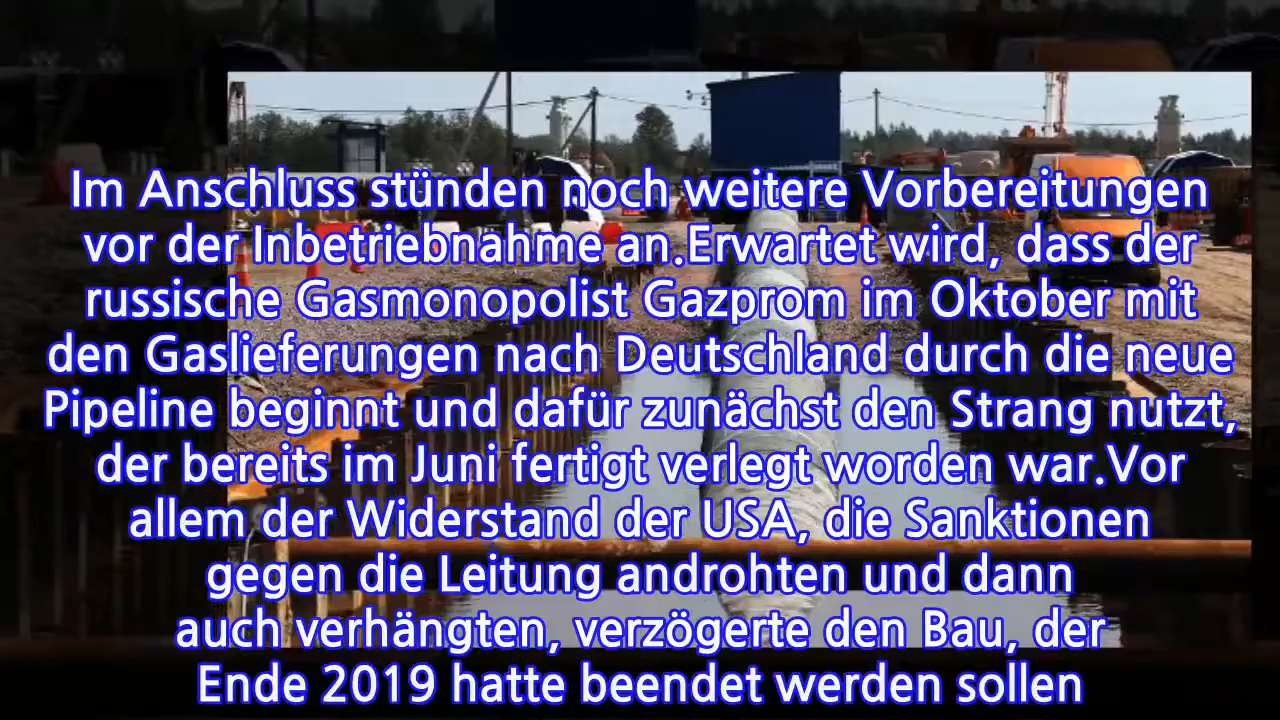 Im Anschluss stünden noch weitere Vorbereitungen
vor der Inbetriebnahme an.Erwartet wird, dass der
russische Gasmonopolist Gazprom im Oktober mit
den Gaslieferungen nach Deutschland durch die neue
Pipeline beginnt und dafür zunächst den Strang nutzt,
der bereits im Juni fertigt verlegt worden war.Vor
allem der Widerstand der USA, die Sanktionen
gegen die Leitung androhten und dann
auch verhängten, verzögerte den Bau, der
Ende 2019 hatte beendet werden sollen